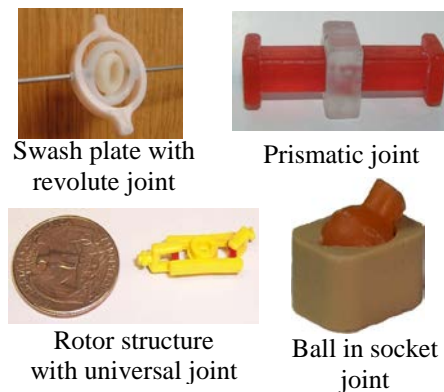 Swash plate with
revolute joint
Prismatic joint
Rotor structure
with universal joint
Ball in socket
joint